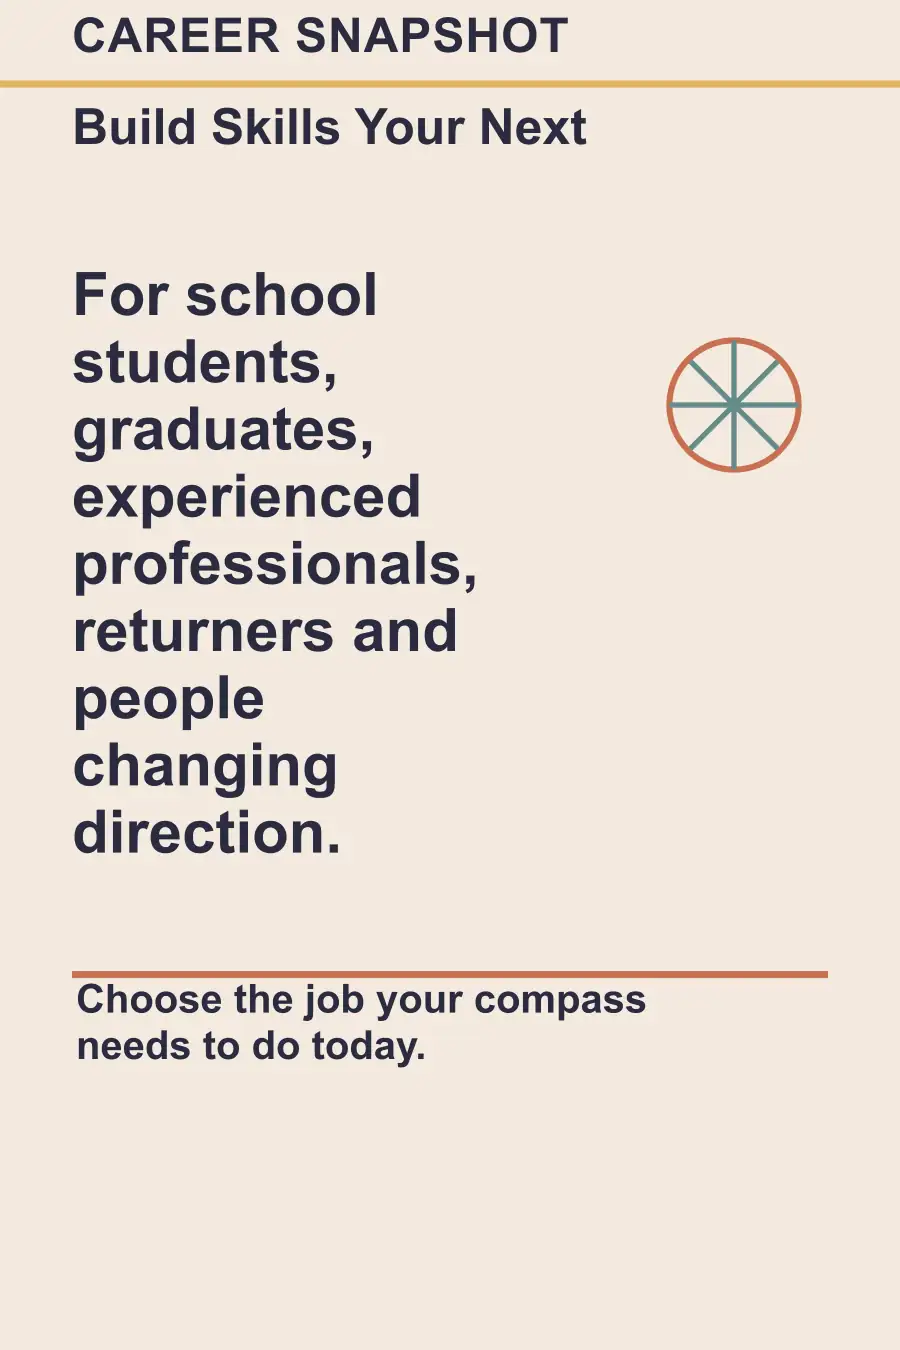 CAREER SNAPSHOT
Build Skills Your Next
For school
students,
graduates,
experienced
professionals,
returners and
people
changing
direction.
Choose the job your compass
needs to do today.